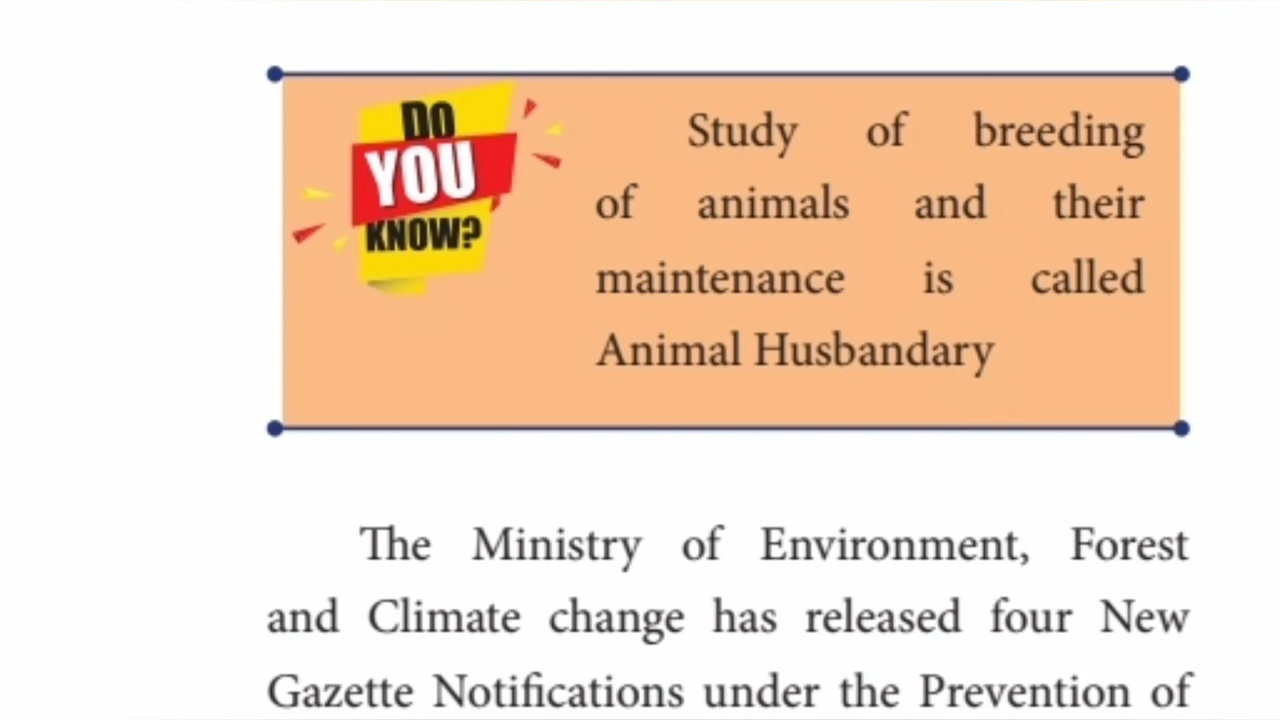 DO
YOU
KNOW?
Study of breeding
of animals and their
maintenance is called
Animal Husbandary
The Ministry of Environment, Forest
and Climate change has released four New
Gazette Notifications under the Prevention of